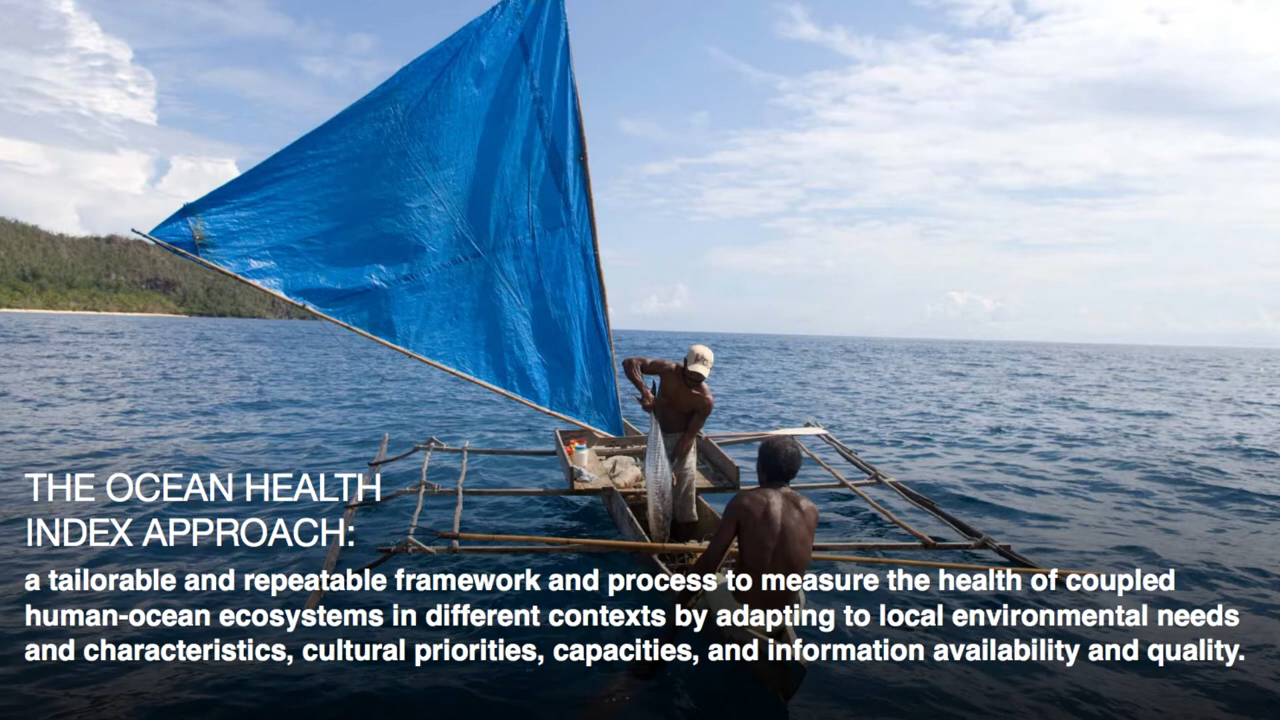 THE OCEAN HEALTH
INDEX APPROACH:
a tailorable and repeatable framework and process to measure the health of coupled
human-ocean ecosystems in different contexts by adapting to local environmental needs
and characteristics, cultural priorities, capacities, and information availability and quality.